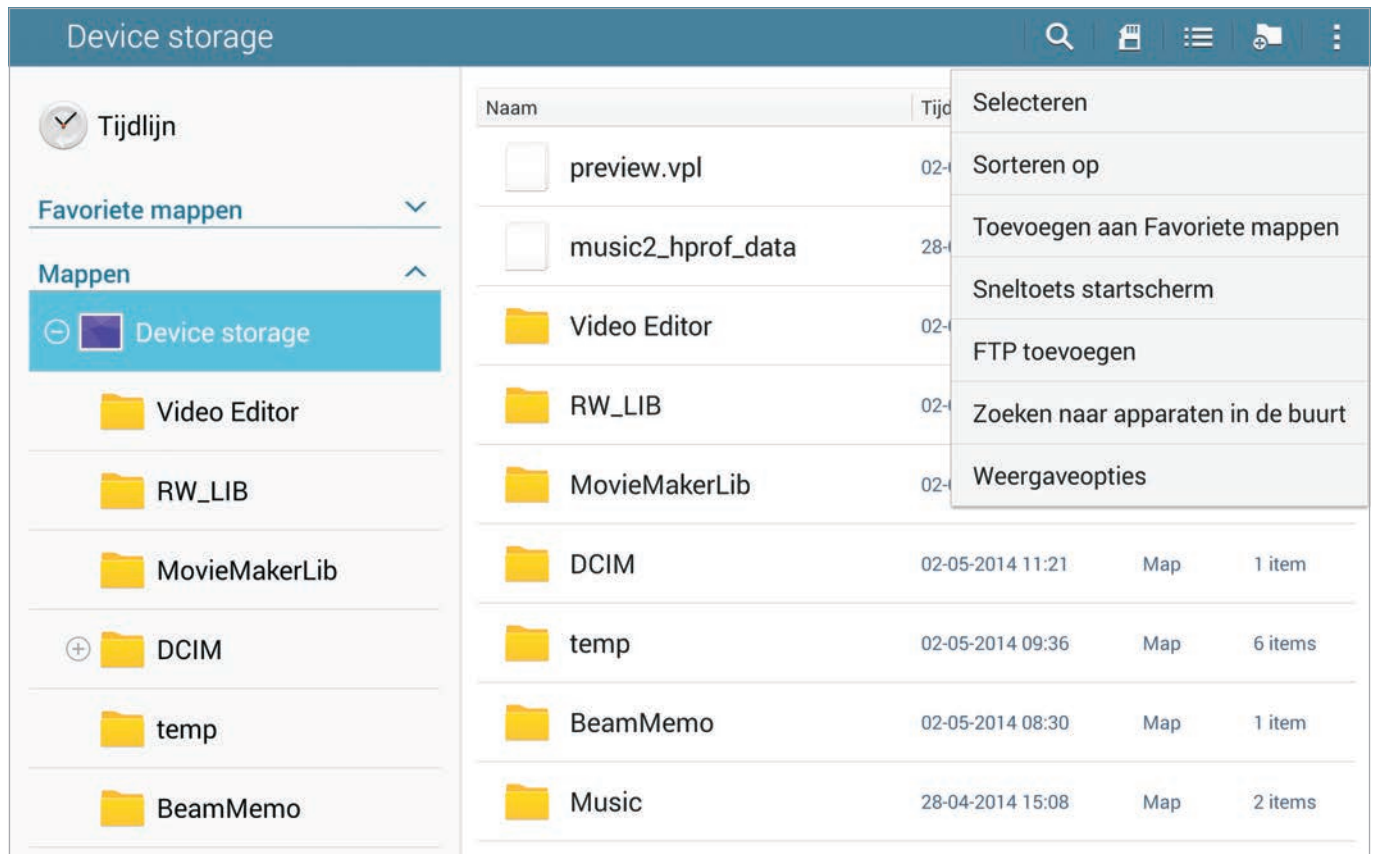 Device storage
Tijdlijn
Favoriete mappen
Mappen
Device storage
Video Editor
RW_LIB
MovieMakerLib
DCIM
temp
BeamMemo
Naam
preview.vpl
music2_hprof_data
Video Editor
RW_LIB
MovieMakerLib
DCIM 02-05-2014 11:21 Map 1 item
temp 02-05-2014 09:36 Map 6 items
BeamMemo 02-05-2014 08:30 Map 1 item
Music 28-04-2014 15:08 Map 2 items
Selecteren
Sorteren op
Toevoegen aan Favoriete mappen
Sneltoets startscherm
FTP toevoegen
Zoeken naar apparaten in de buurt
Weergaveopties